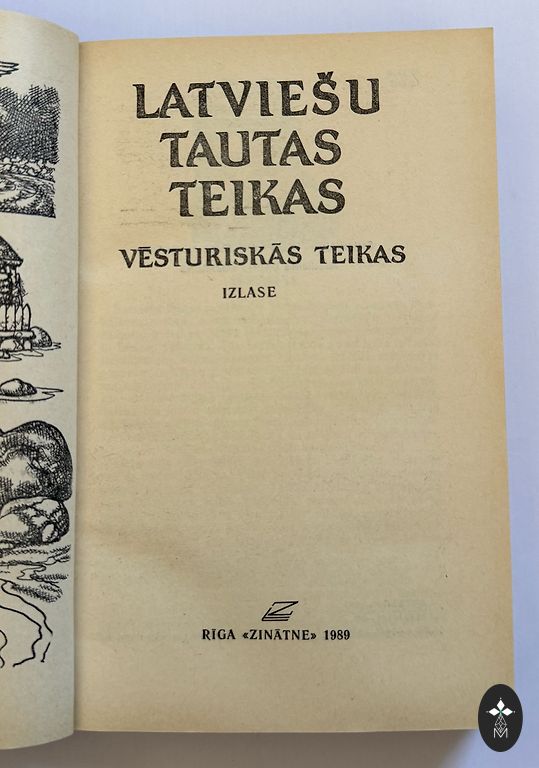 LATVIEŠU
TAUTAS
TEIKAS
VĒSTURISKĀS TEIKAS
IZLASE
Z
RĪGA «ZINĀTNE» 1989
M